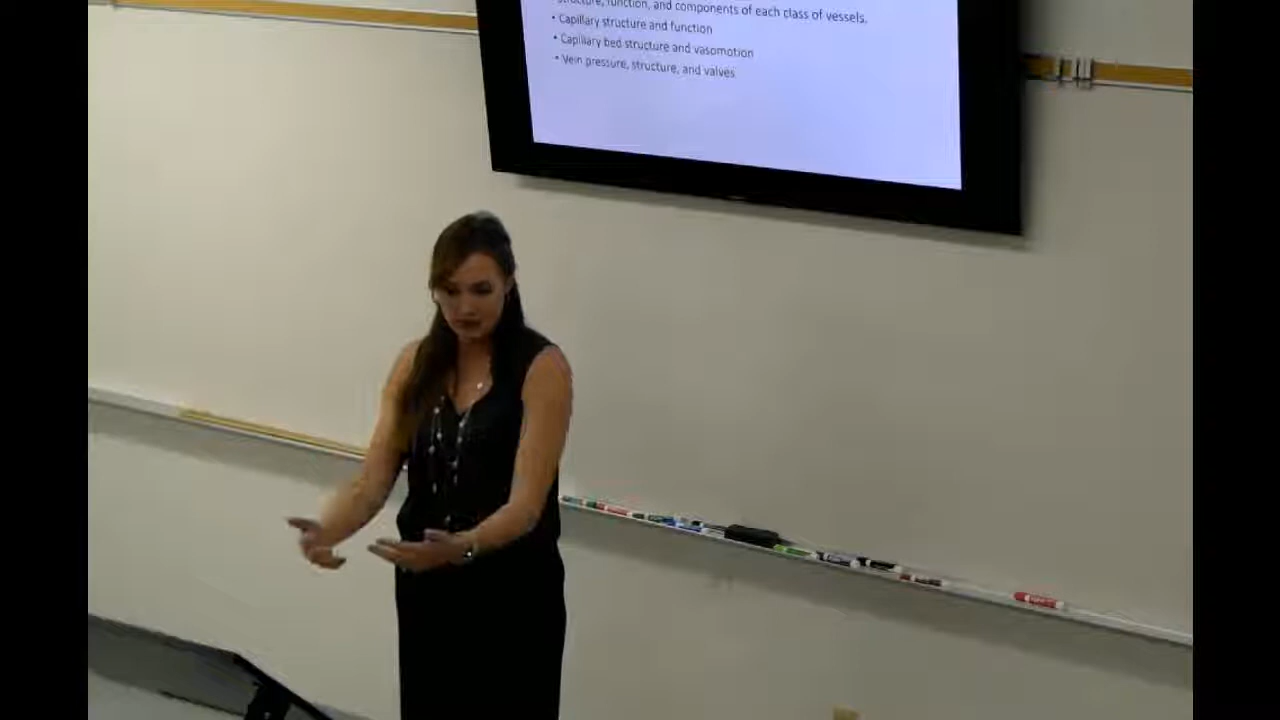 structure, function, and components of each class of vessels.
• Capillary structure and function
• Capillary bed structure and vasomotion
• Vein pressure, structure, and valves